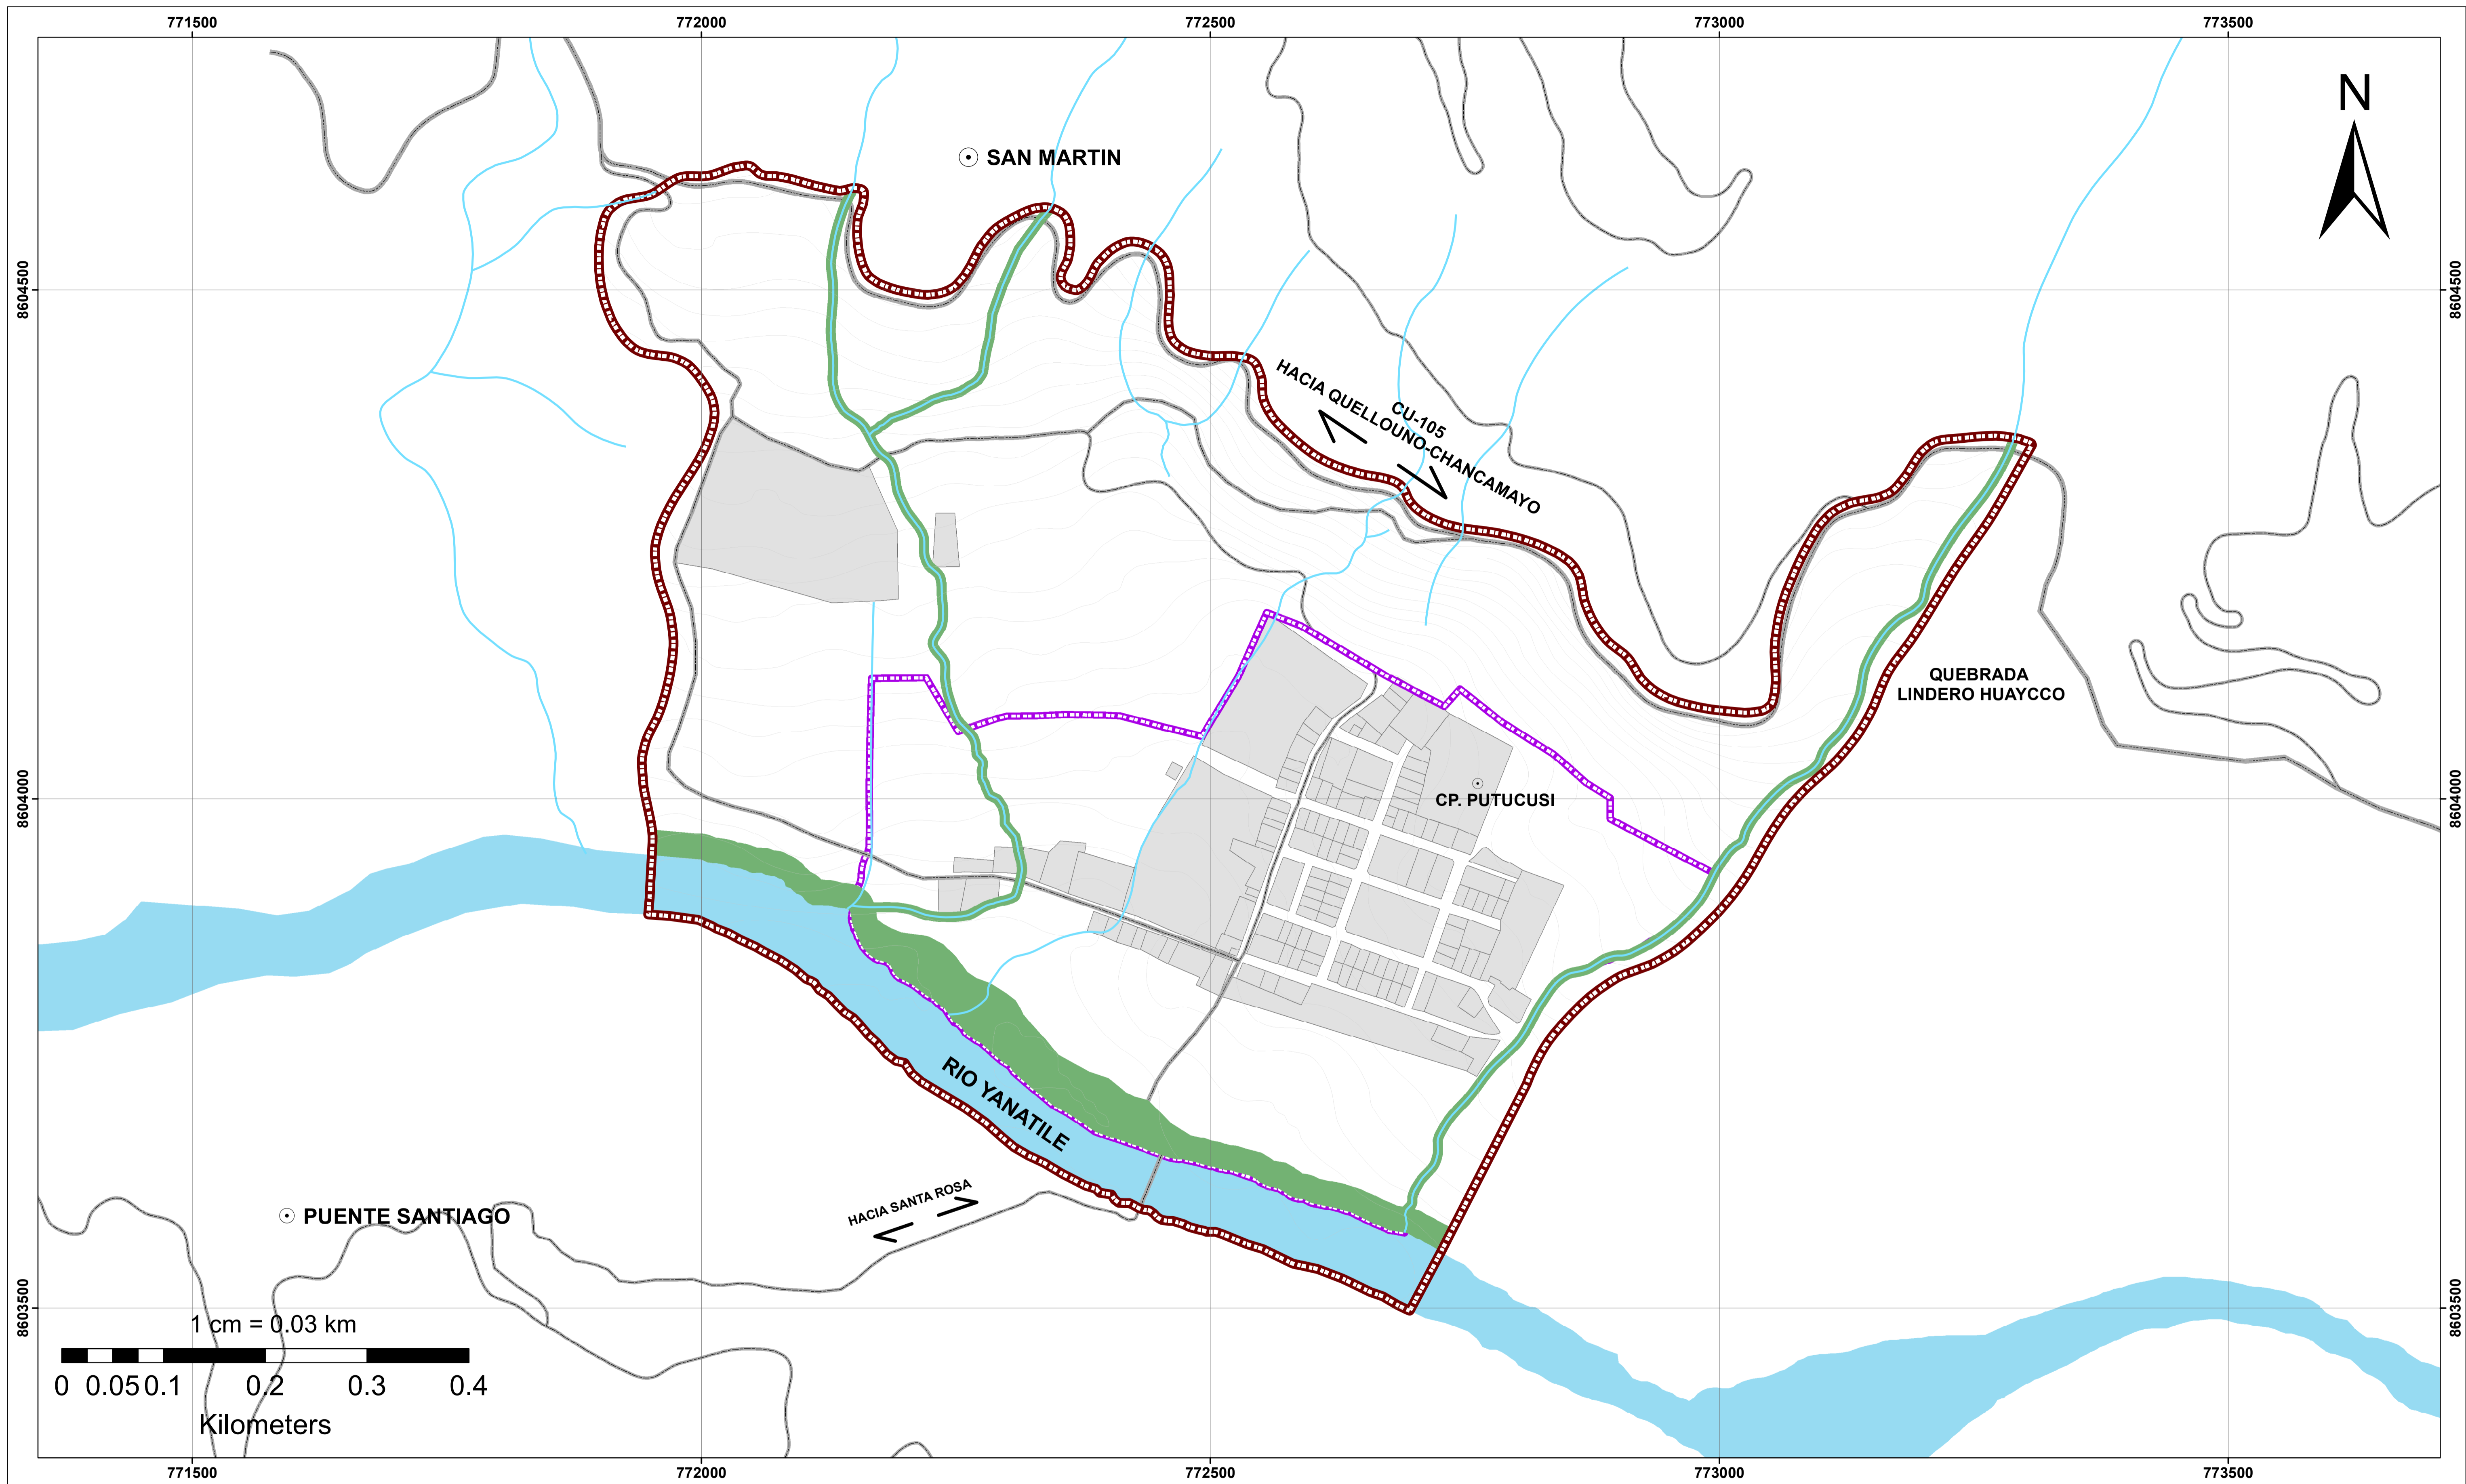 771500
772000
772500
773000
773500
N
SAN MARTIN
8604500
8604500
HACIA QUELLOUNO-CHANCAMAYO
CU-105
QUEBRADA
LINDERO HUAYCCO
CP. PUTUCUSI
8604000
8604000
RIO YANATILE
HACIA SANTA ROSA
PUENTE SANTIAGO
8603500
8603500
1 cm = 0.03 km
0 0.05 0.1 0.2 0.3 0.4
Kilometers
771500
772000
772500
773000
773500